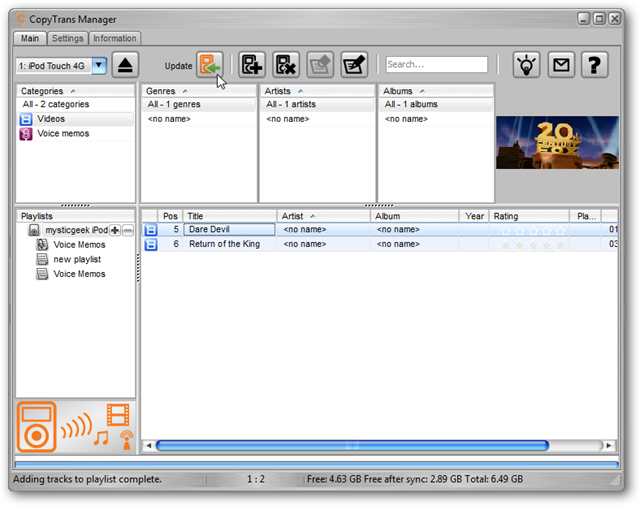 CopyTrans Manager
Main Settings Information
1: iPod Touch 4G Update Search...
Categories Genres Artists Albums
All - 2 categories All - 1 genres All - 1 artists All - 1 albums
Videos <no name> <no name> <no name>
Voice memos
20th
FOX
Playlists Pos Title Artist Album Year Rating Pla...
mysticgeek iPod 5 Dare Devil <no name> <no name> 01
Voice Memos 6 Return of the King <no name> <no name> 03
new playlist
Voice Memos
Adding tracks to playlist complete. 1 : 2 Free: 4.63 GB Free after sync: 2.89 GB Total: 6.49 GB